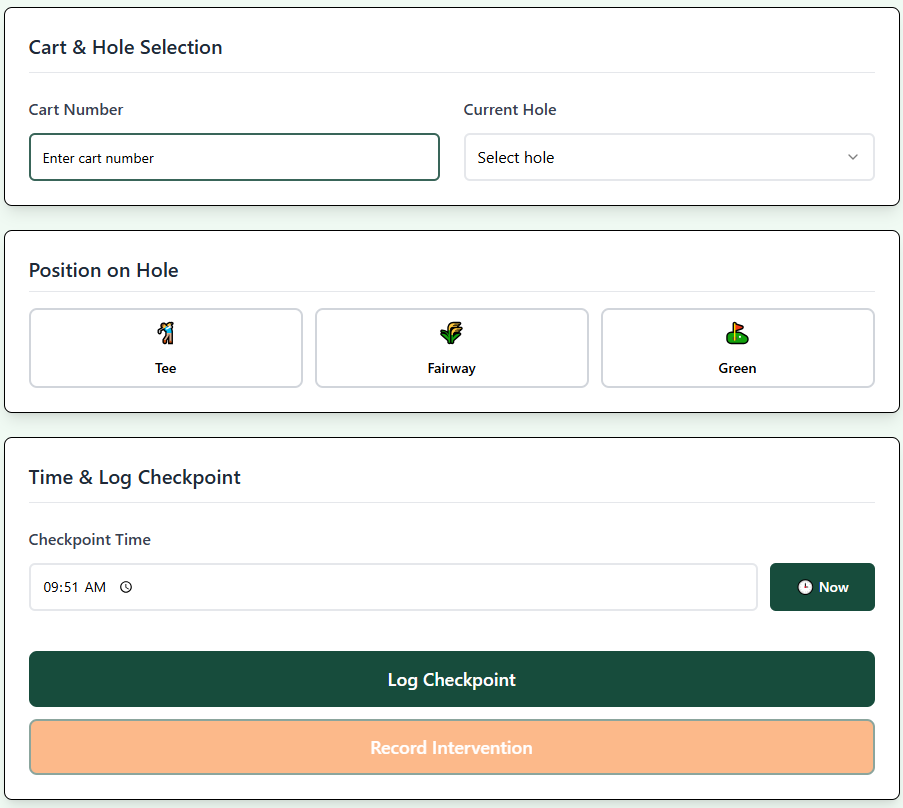 Cart & Hole Selection
Cart Number
Current Hole
Enter cart number
Select hole
Position on Hole
Tee
Fairway
Green
Time & Log Checkpoint
Checkpoint Time
09:51 AM
Now
Log Checkpoint
Record Intervention